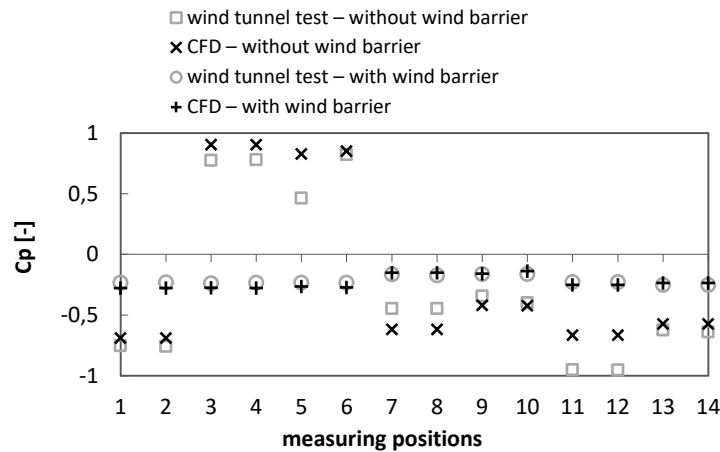 wind tunnel test – without wind barrier
CFD – without wind barrier
wind tunnel test – with wind barrier
CFD – with wind barrier
1
0,5
0
-0,5
-1
Cp [-]
1 2 3 4 5 6 7 8 9 10 11 12 13 14
measuring positions